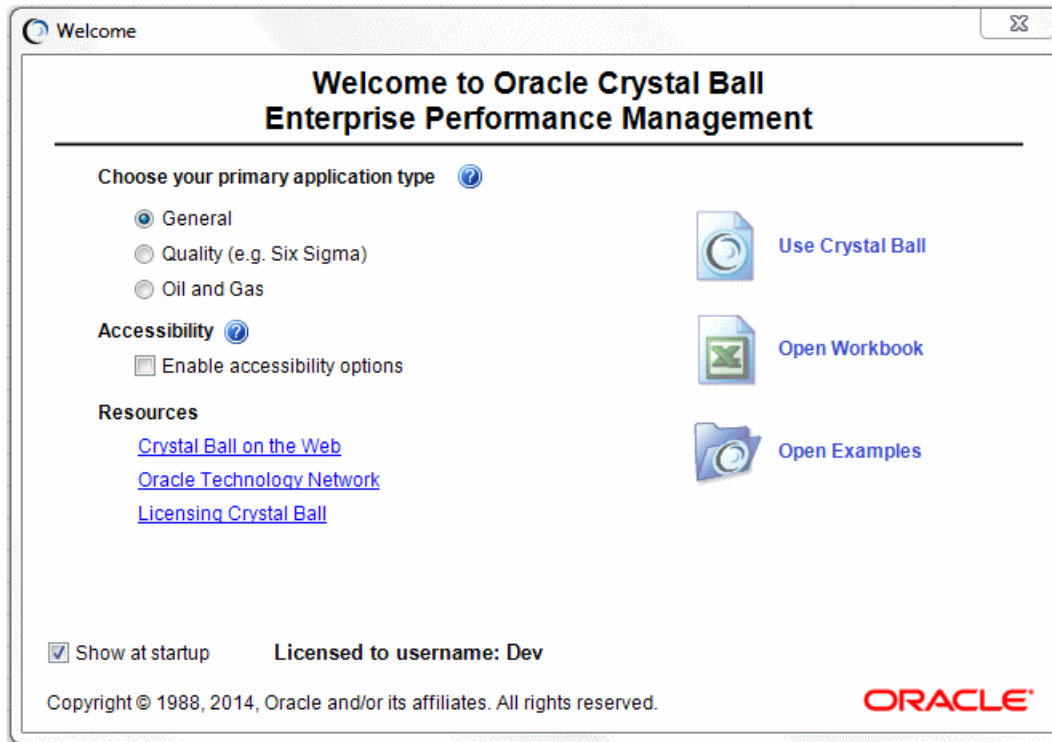 Welcome
Welcome to Oracle Crystal Ball
Enterprise Performance Management
Choose your primary application type ?
General
Quality (e.g. Six Sigma)
Oil and Gas
Accessibility ?
Enable accessibility options
Resources
Crystal Ball on the Web
Oracle Technology Network
Licensing Crystal Ball
Use Crystal Ball
Open Workbook
Open Examples
Show at startup
Licensed to username: Dev
Copyright © 1988, 2014, Oracle and/or its affiliates. All rights reserved.
ORACLE